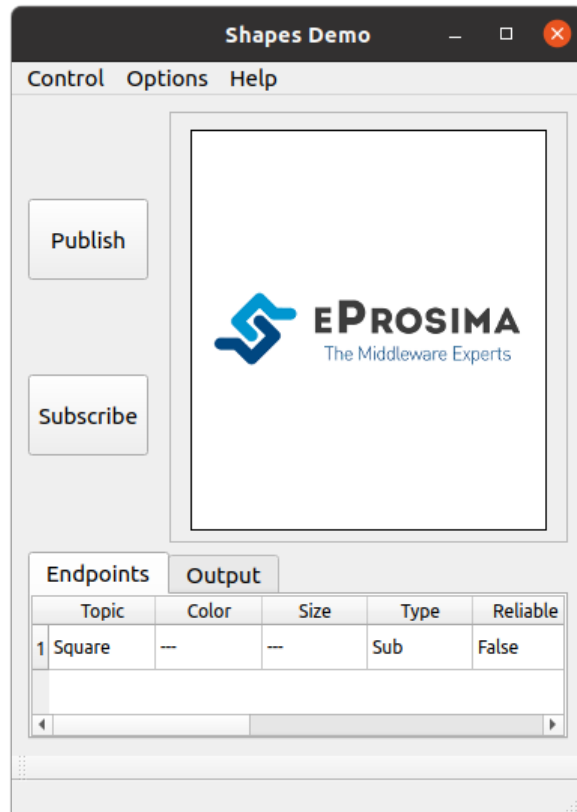 Shapes Demo
Control Options Help
Publish
EPROSIMA
The Middleware Experts
Subscribe
Endpoints Output
Topic Color Size Type Reliable
1 Square --- --- Sub False